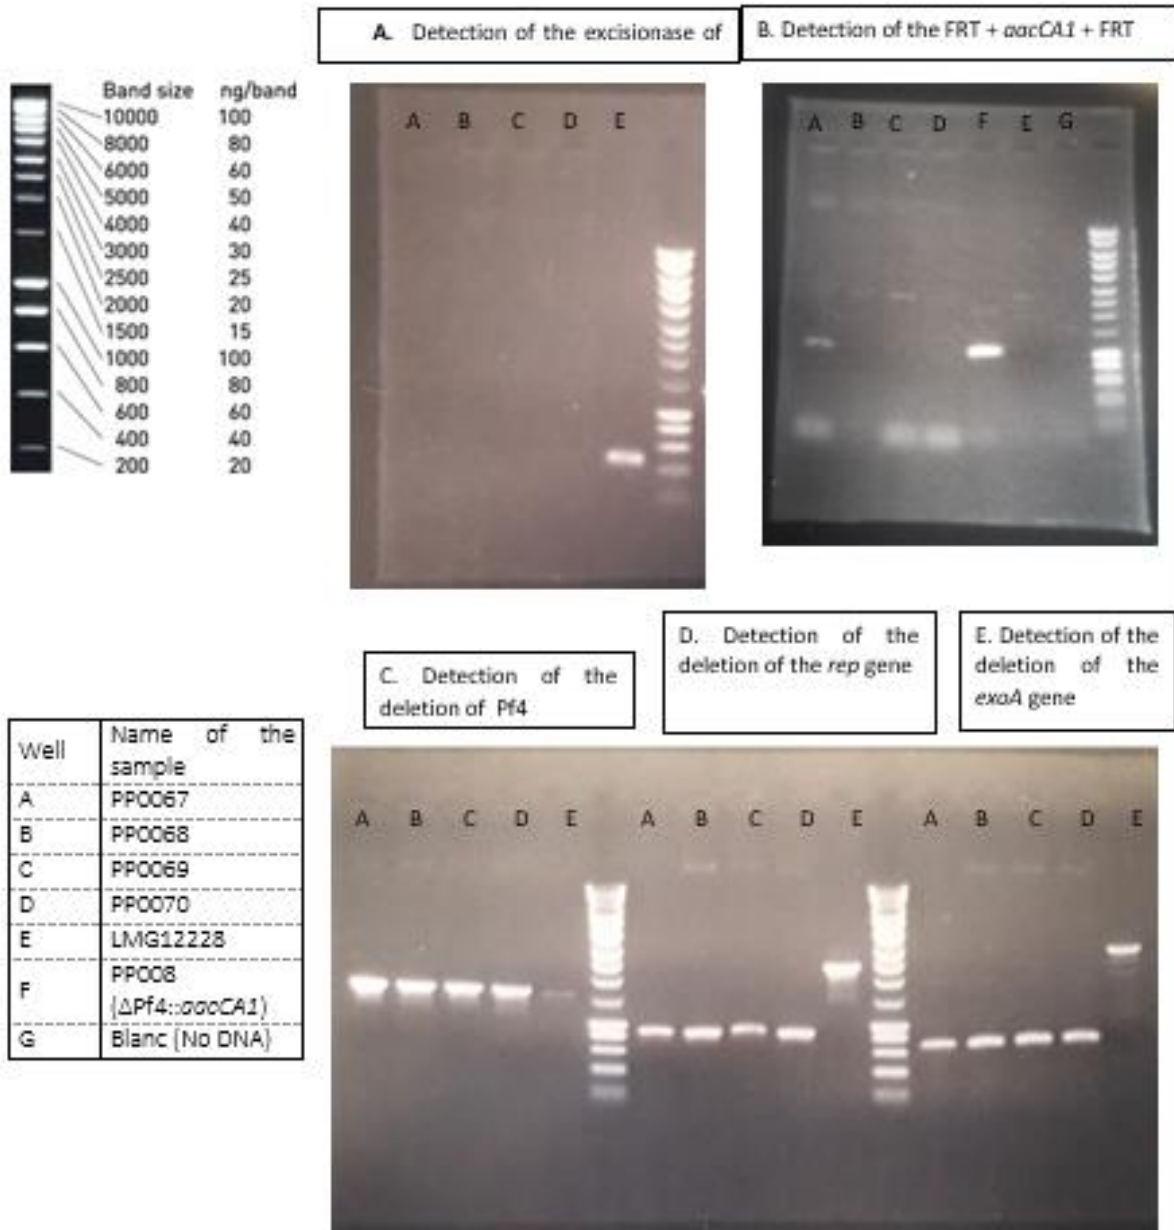 A. Detection of the excisionase of
B. Detection of the FRT + aacCA1 + FRT
Band size ng/band
10000 100
8000 80
6000 60
5000 50
4000 40
3000 30
2500 25
2000 20
1500 15
1000 100
800 80
600 60
400 40
200 20
A B C D E
A B C D F E G
C. Detection of the
deletion of Pf4
D. Detection of the
deletion of the rep gene
E. Detection of the
deletion of the
exoA gene
Well Name of the
sample
A PP0067
B PP0068
C PP0069
D PP0070
E LMG12228
F PP008
(ΔPf4::aacCA1)
G Blanc (No DNA)
A B C D E A B C D E A B C D E